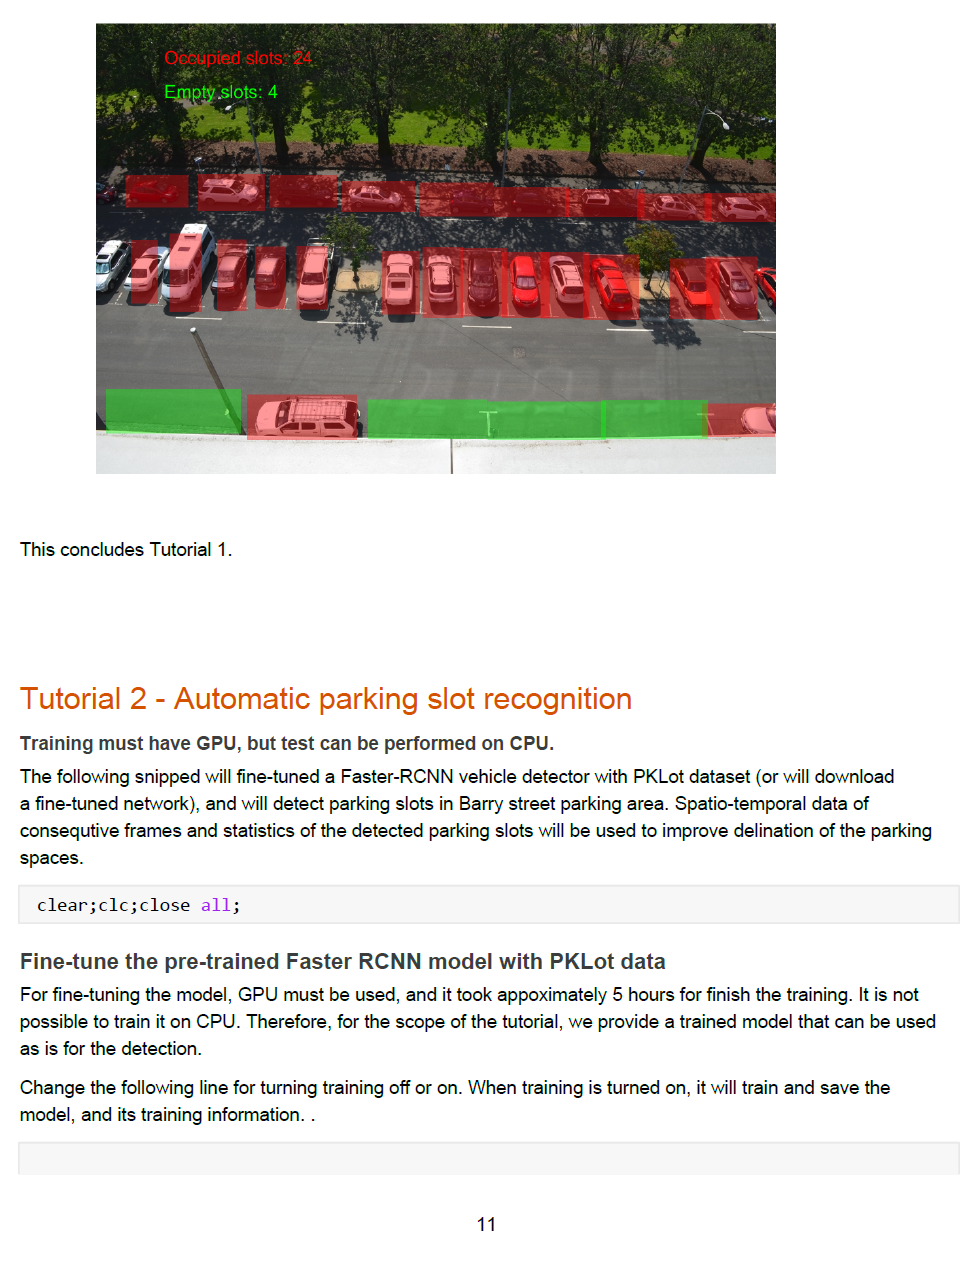 Occupied slots: 24
Empty slots: 4
This concludes Tutorial 1.
Tutorial 2 - Automatic parking slot recognition
Training must have GPU, but test can be performed on CPU.
The following snipped will fine-tuned a Faster-RCNN vehicle detector with PKLot dataset (or will download
a fine-tuned network), and will detect parking slots in Barry street parking area. Spatio-temporal data of
consequtive frames and statistics of the detected parking slots will be used to improve delination of the parking
spaces.
clear;clc;close all;
Fine-tune the pre-trained Faster RCNN model with PKLot data
For fine-tuning the model, GPU must be used, and it took appoximately 5 hours for finish the training. It is not
possible to train it on CPU. Therefore, for the scope of the tutorial, we provide a trained model that can be used
as is for the detection.
Change the following line for turning training off or on. When training is turned on, it will train and save the
model, and its training information. .
11